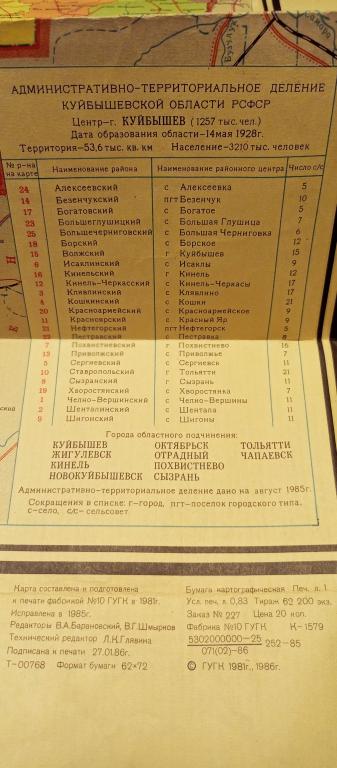 Бузулук
Самара
АДМИНИСТРАТИВНО-ТЕРРИТОРИАЛЬНОЕ ДЕЛЕНИЕ
КУЙБЫШЕВСКОЙ ОБЛАСТИ РСФСР
Центр-г. КУЙБЫШЕВ (1257 тыс. чел.)
Дата образования области-14 мая 1928г.
Территория-53,6 тыс. кв. км Население-3210 тыс. человек
№ р-на на карте Наименование района Наименование районного центра Число с/с
24 Алексеевский с Алексеевка 5
14 Безенчукский пгт Безенчук 10
17 Богатовский с Богатое 5
23 Большеглушицкий с Большая Глушица 7
25 Большечерниговский с Большая Черниговка 6
18 Борский с Борское 12
15 Волжский г Куйбышев 15
6 Исаклинский с Исаклы 9
16 Кинельский г Кинель 12
12 Кинель-Черкасский с Кинель-Черкасы 17
3 Клявлинский с Клявлино 17
4 Кошкинский с Кошки 21
20 Красноармейский с Красноармейское 9
11 Красноярский с Красный Яр 9
21 Нефтегорский пгт Нефтегорск 5
22 Пестравский с Пестравка 8
7 Похвистневский г Похвистнево 16
13 Приволжский с Приволжье 7
5 Сергиевский с Сергиевск 11
10 Ставропольский г Тольятти 21
8 Сызранский г Сызрань 11
19 Хворостянский с Хворостянка 7
1 Челно-Вершинский с Челно-Вершины 11
2 Шенталинский с Шентала 11
9 Шигонский с Шигоны 11
Города областного подчинения:
КУЙБЫШЕВ ОКТЯБРЬСК ТОЛЬЯТТИ
ЖИГУЛЕВСК ОТРАДНЫЙ ЧАПАЕВСК
КИНЕЛЬ ПОХВИСТНЕВО
НОВОКУЙБЫШЕВСК СЫЗРАНЬ
Административно-территориальное деление дано на август 1985г.
Сокращения в списке: г-город, пгт-поселок городского типа,
с-село, с/с-сельсовет.
Карта составлена и подготовлена
к печати фабрикой №10 ГУГК в 1981г.
Исправлена в 1985г.
Редакторы В.А.Барановский, В.Г.Шмырков
Технический редактор Л.К.Глявина
Подписана к печати 27.01.86г.
Т-00768 Формат бумаги 62×72
Бумага картографическая Печ. л. 1
Усл. печ. л. 0,83 Тираж 62 200 экз.
Заказ № 227 Цена 20 коп.
Фабрика №10 ГУГК К-1579
5302000000-25
071(02)-86 252-85
© ГУГК 1981г., 1986г.